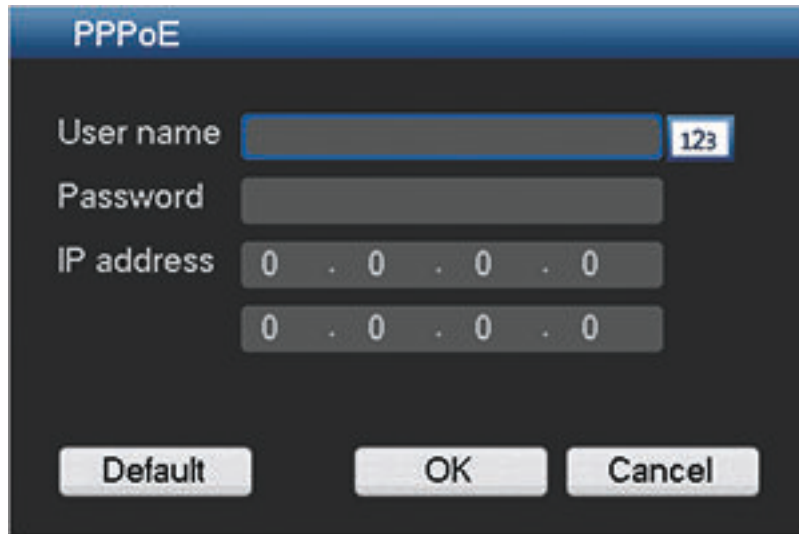 PPPoE
User name 123
Password
IP address 0 . 0 . 0 . 0
0 . 0 . 0 . 0
Default OK Cancel